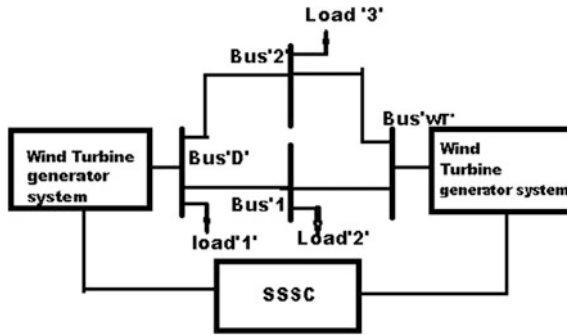 Load '3'
Bus'2'
Bus'WT'
Wind Turbine
generator
system
Bus'D'
Wind
Turbine
generator system
Bus'1
load'1'
Load'2'
SSSC